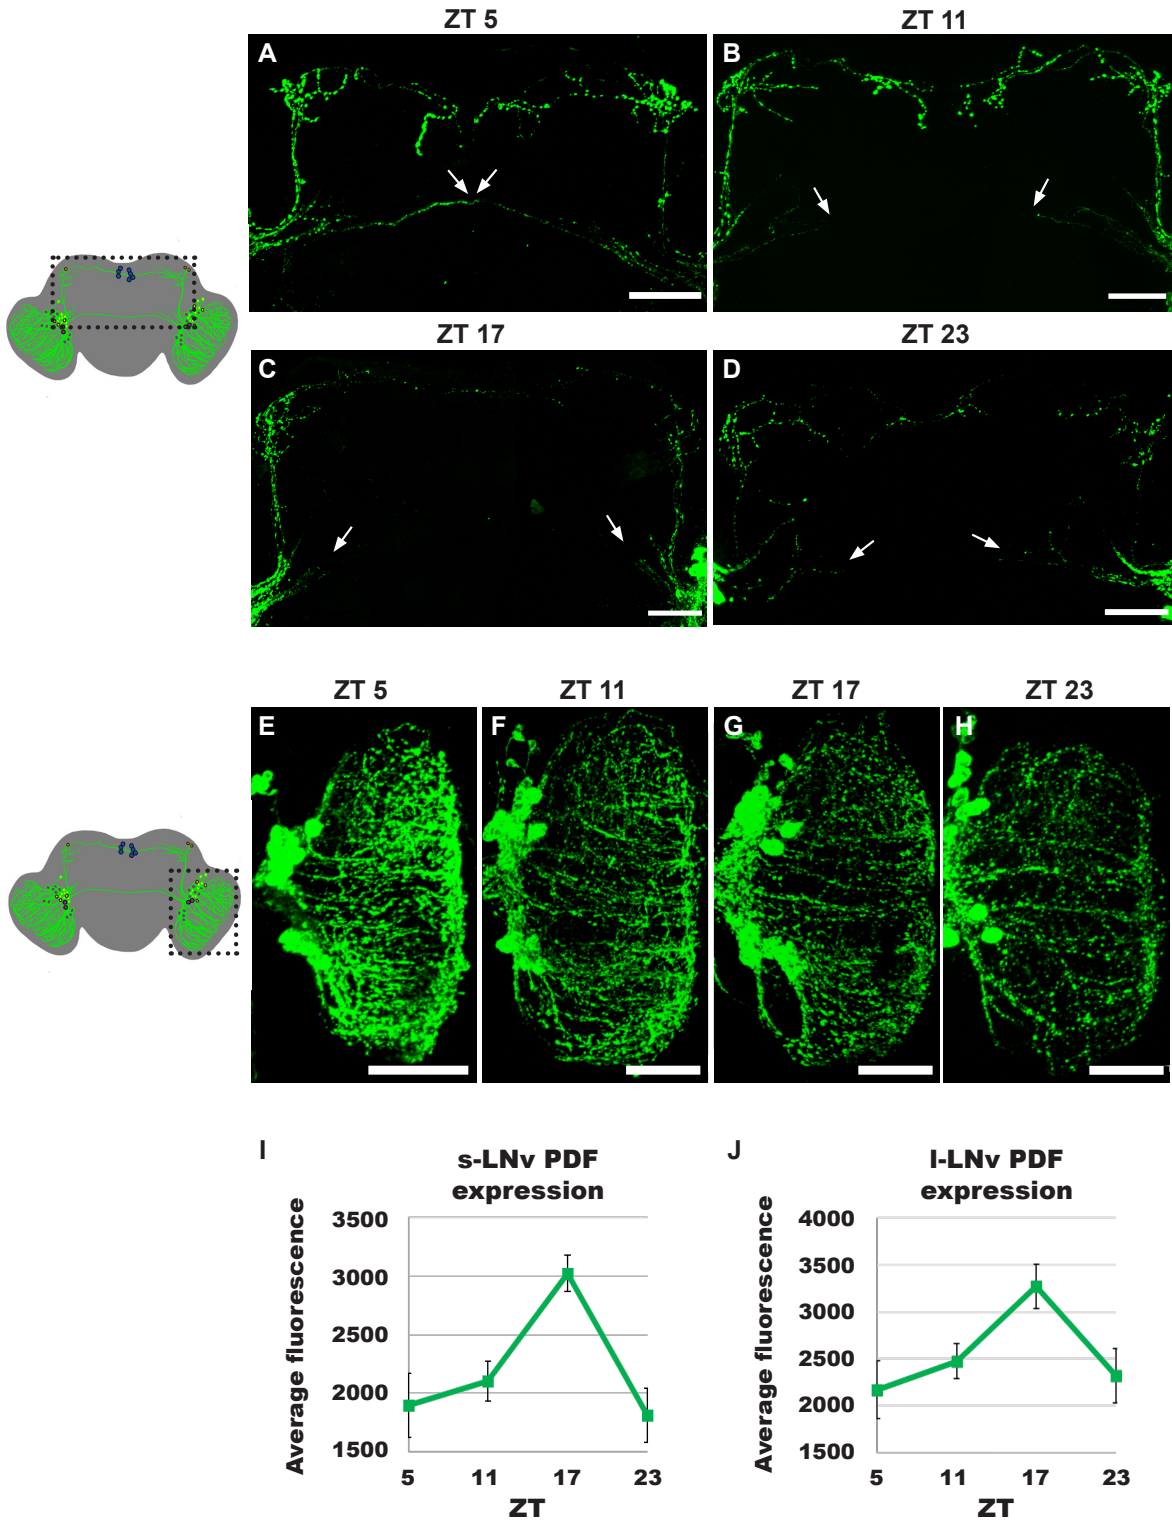 ZT 5
ZT 11
A
B
ZT 17
ZT 23
C
D
ZT 5
ZT 11
ZT 17
ZT 23
E
F
G
H
I
s-LNv PDF
expression
Average fluorescence
3500
3000
2500
2000
1500
5 11 17 23
ZT
J
l-LNv PDF
expression
Average fluorescence
4000
3500
3000
2500
2000
1500
5 11 17 23
ZT